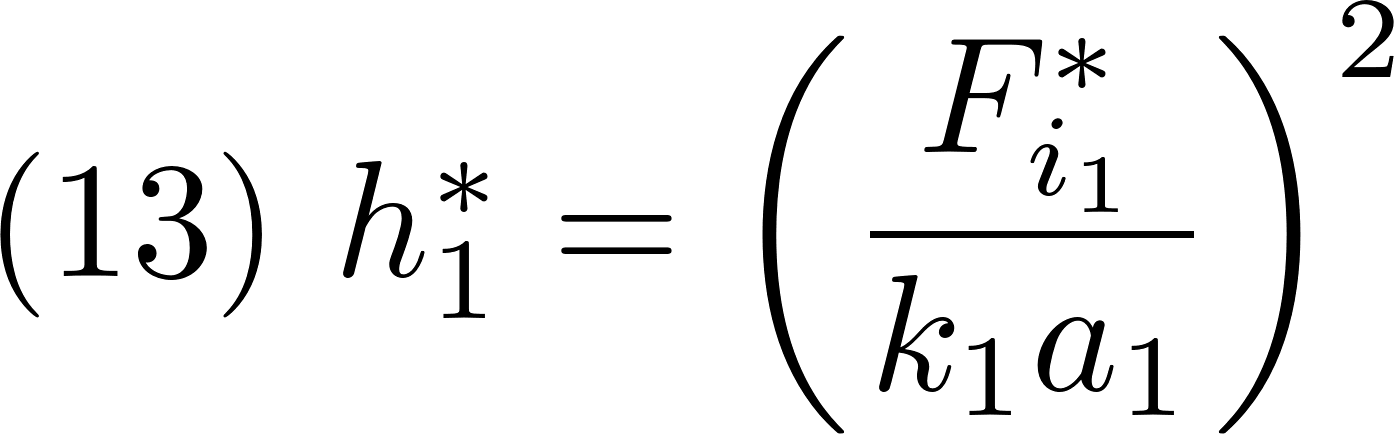 (13) $h_1^* = \left( \frac{F_{i_1}^*}{k_1 a_1} \right)^2$